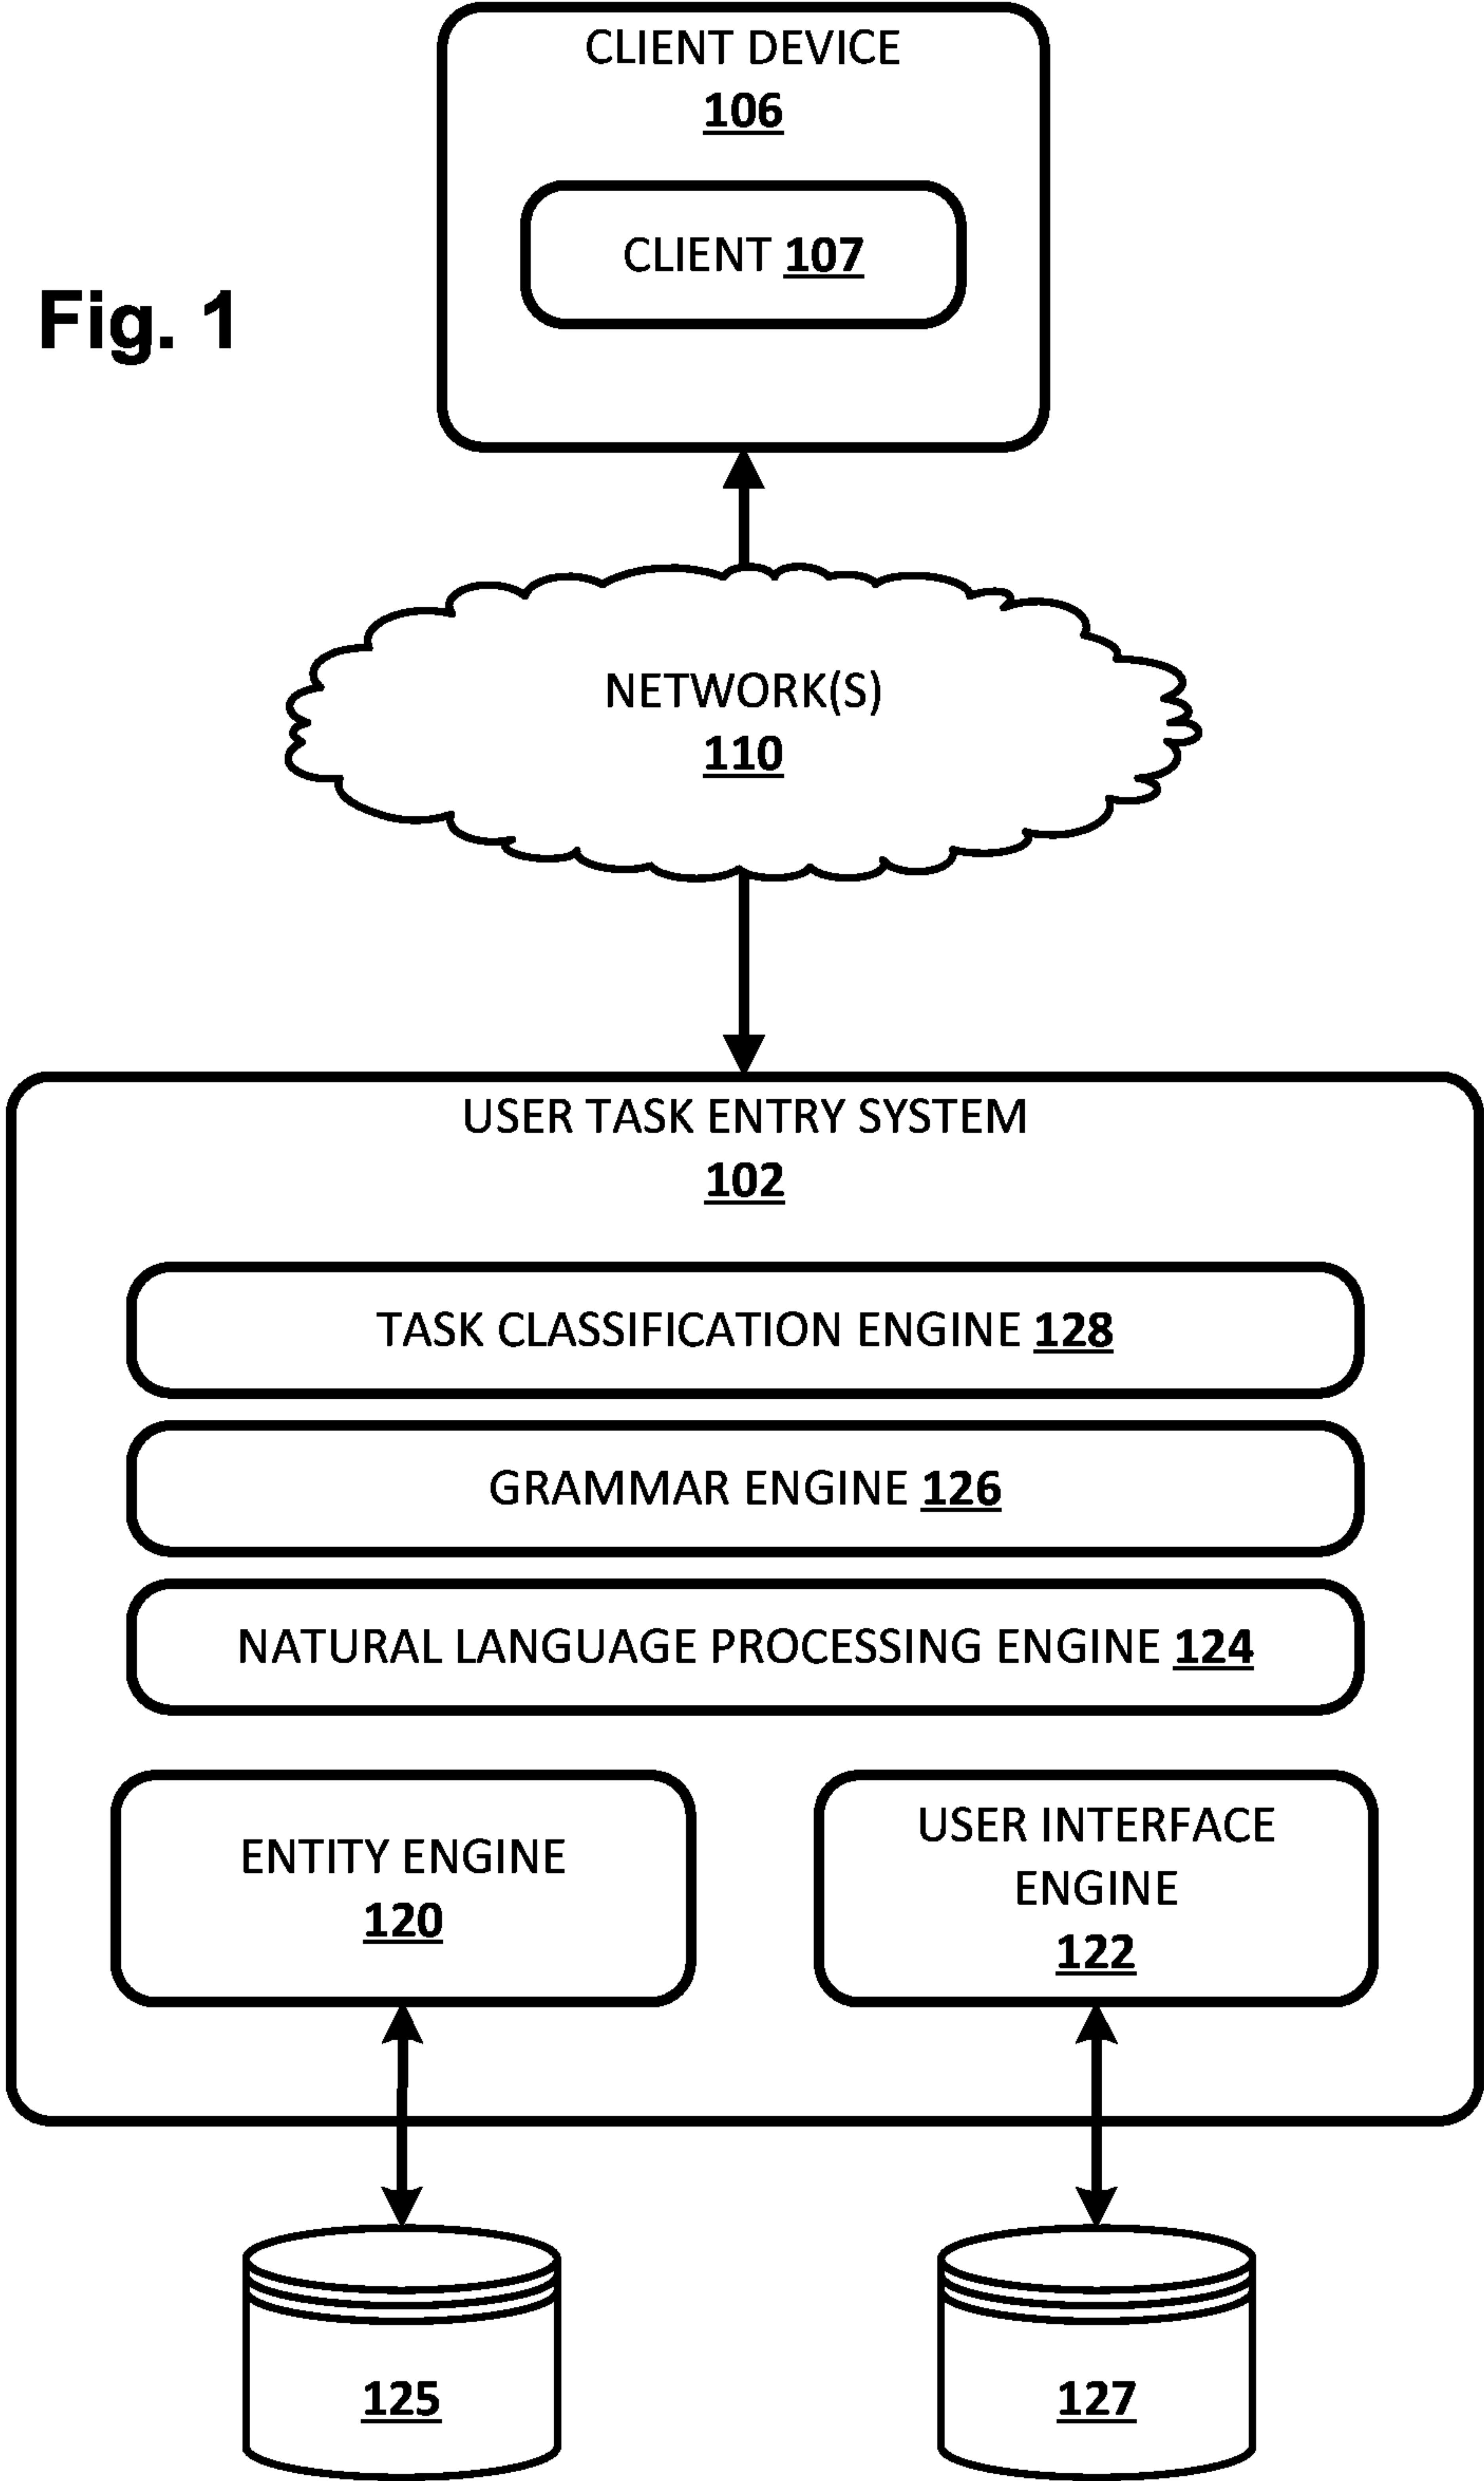 CLIENT DEVICE
106
CLIENT 107
Fig. 1
NETWORK(S)
110
USER TASK ENTRY SYSTEM
102
TASK CLASSIFICATION ENGINE 128
GRAMMAR ENGINE 126
NATURAL LANGUAGE PROCESSING ENGINE 124
ENTITY ENGINE
120
USER INTERFACE
ENGINE
122
125
127